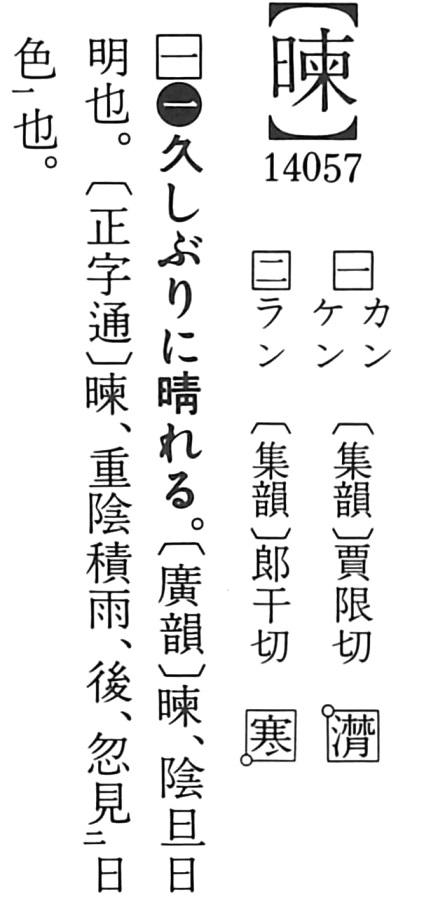 【暕】
14057
一 カン ケン 〔集韻〕賈限切 潸
二 ラン 〔集韻〕郎干切 寒
一㊀久しぶりに晴れる。〔廣韻〕暕、陰旦日
明也。〔正字通〕暕、重陰積雨、後、忽見二日
色一也。